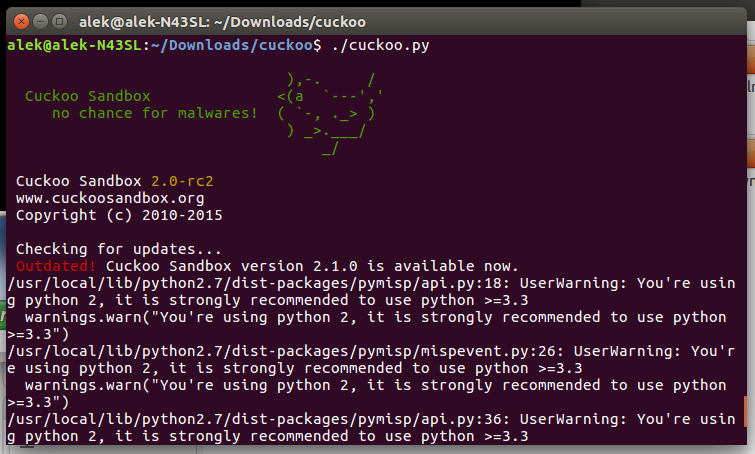 alek@alek-N43SL: ~/Downloads/cuckoo
alek@alek-N43SL:~/Downloads/cuckoo$ ./cuckoo.py
),-.     /
Cuckoo Sandbox              <(a  `---','
no chance for malwares!  ( `-, ._> )
) _>.___/
_/
Cuckoo Sandbox 2.0-rc2
www.cuckoosandbox.org
Copyright (c) 2010-2015
Checking for updates...
Outdated! Cuckoo Sandbox version 2.1.0 is available now.
/usr/local/lib/python2.7/dist-packages/pymisp/api.py:18: UserWarning: You're usin
g python 2, it is strongly recommended to use python >=3.3
warnings.warn("You're using python 2, it is strongly recommended to use python
>=3.3")
/usr/local/lib/python2.7/dist-packages/pymisp/mispevent.py:26: UserWarning: You'r
e using python 2, it is strongly recommended to use python >=3.3
warnings.warn("You're using python 2, it is strongly recommended to use python
>=3.3")
/usr/local/lib/python2.7/dist-packages/pymisp/api.py:36: UserWarning: You're usin
g python 2, it is strongly recommended to use python >=3.3